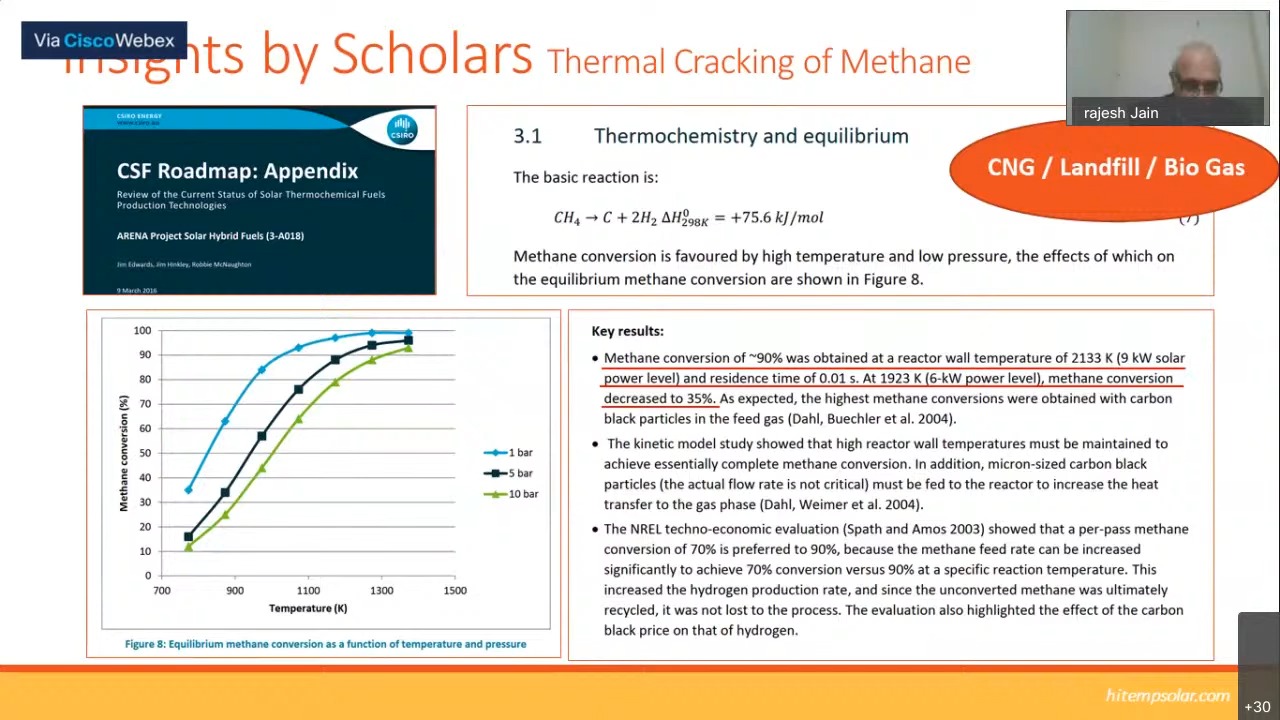 Via Cisco Webex
Insights by Scholars Thermal Cracking of Methane
rajesh Jain
CSIRO ENERGY
CSIRO
CSF Roadmap: Appendix
Review of the Current Status of Solar Thermochemical Fuels
Production Technologies
ARENA Project Solar Hybrid Fuels (3-A018)
Jim Edwards, Jim Hinkley, Robbie McNaughton
9 March 2016
3.1 Thermochemistry and equilibrium
The basic reaction is:
CH₄ → C + 2H₂ ΔH⁰₂₉₈K = +75.6 kJ/mol
(7)
Methane conversion is favoured by high temperature and low pressure, the effects of which on
the equilibrium methane conversion are shown in Figure 8.
CNG / Landfill / Bio Gas
Methane conversion (%)
100
90
80
70
60
50
40
30
20
10
0
700 900 1100 1300 1500
Temperature (K)
1 bar
5 bar
10 bar
Figure 8: Equilibrium methane conversion as a function of temperature and pressure
Key results:
• Methane conversion of ~90% was obtained at a reactor wall temperature of 2133 K (9 kW solar
power level) and residence time of 0.01 s. At 1923 K (6-kW power level), methane conversion
decreased to 35%. As expected, the highest methane conversions were obtained with carbon
black particles in the feed gas (Dahl, Buechler et al. 2004).
• The kinetic model study showed that high reactor wall temperatures must be maintained to
achieve essentially complete methane conversion. In addition, micron-sized carbon black
particles (the actual flow rate is not critical) must be fed to the reactor to increase the heat
transfer to the gas phase (Dahl, Weimer et al. 2004).
• The NREL techno-economic evaluation (Spath and Amos 2003) showed that a per-pass methane
conversion of 70% is preferred to 90%, because the methane feed rate can be increased
significantly to achieve 70% conversion versus 90% at a specific reaction temperature. This
increased the hydrogen production rate, and since the unconverted methane was ultimately
recycled, it was not lost to the process. The evaluation also highlighted the effect of the carbon
black price on that of hydrogen.
hitempsolar.com
+30